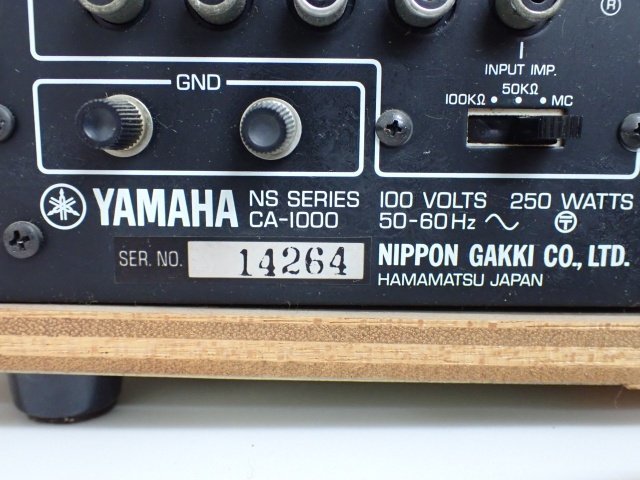 ®
INPUT IMP.
50KΩ
100KΩ • • • MC
GND
YAMAHA NS SERIES CA-1000
100 VOLTS 250 WATTS
50-60Hz
SER. NO. 14264
NIPPON GAKKI CO., LTD.
HAMAMATSU JAPAN